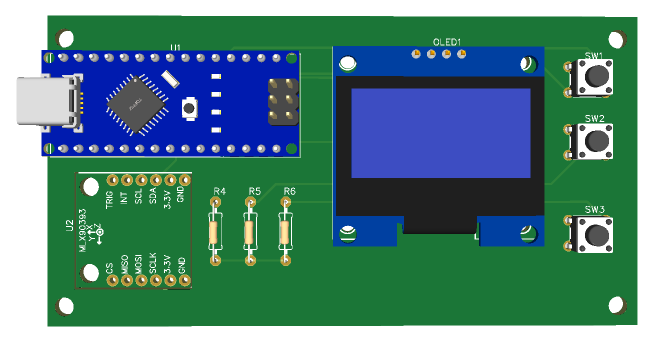 U1
OLED1
SW1
SW2
SW3
R4
R5
R6
U2
MLX90393
X
Y
Z
TRIG
INT
SCL
SDA
3.3V
GND
CS
MISO
MOSI
SCLK
3.3V
GND